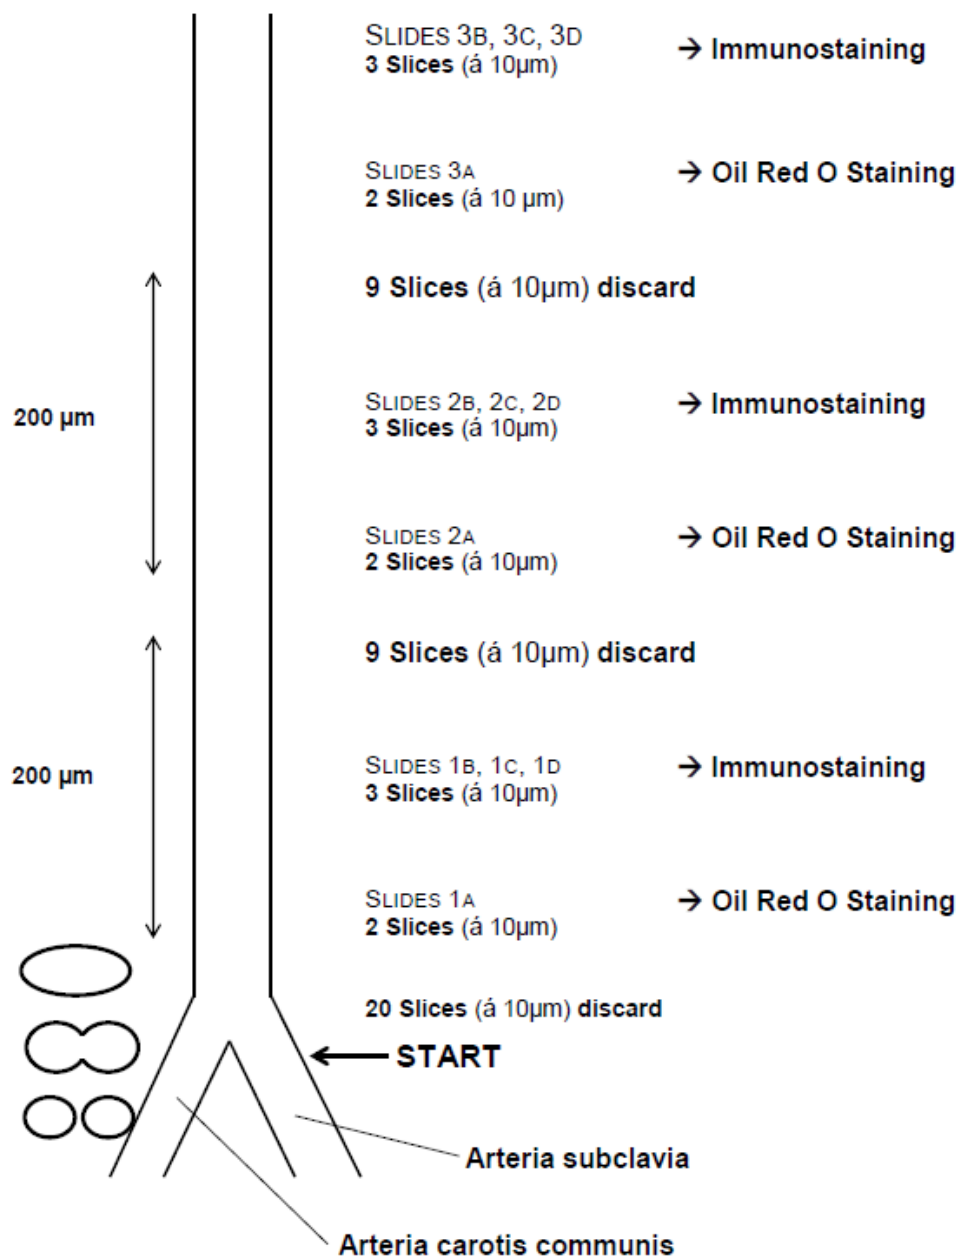 SLIDES 3B, 3C, 3D → Immunostaining
3 Slices (á 10µm)
SLIDES 3A → Oil Red O Staining
2 Slices (á 10 µm)
9 Slices (á 10µm) discard
200 µm
SLIDES 2B, 2C, 2D → Immunostaining
3 Slices (á 10µm)
SLIDES 2A → Oil Red O Staining
2 Slices (á 10µm)
9 Slices (á 10µm) discard
200 µm
SLIDES 1B, 1C, 1D → Immunostaining
3 Slices (á 10µm)
SLIDES 1A → Oil Red O Staining
2 Slices (á 10µm)
20 Slices (á 10µm) discard
START
Arteria subclavia
Arteria carotis communis